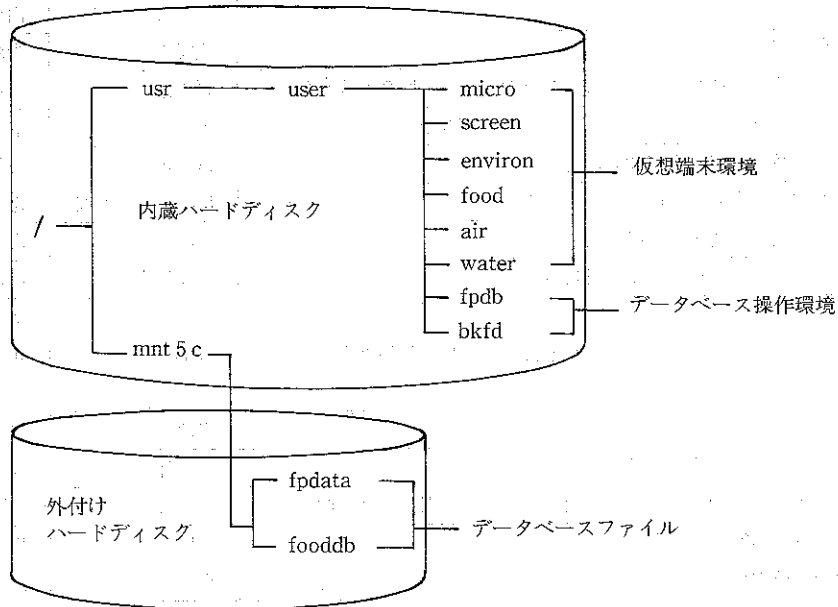 usr user micro
screen
environ
仮想端末環境
food
内蔵ハードディスク
/
air
water
fpdb
データベース操作環境
bkfd
mnt 5 c
fpdata
外付け
ハードディスク
データベースファイル
fooddb